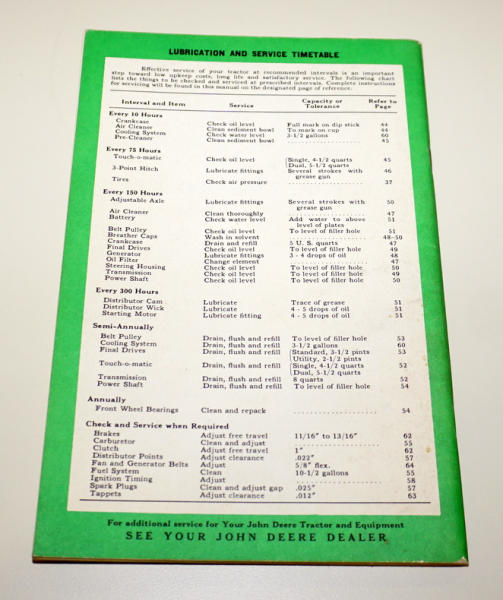 LUBRICATION AND SERVICE TIMETABLE
Effective service of your tractor at recommended intervals is an important
step toward low upkeep costs, long life and satisfactory service. The following chart
lists the things to be checked and serviced at prescribed intervals. Complete instructions
for servicing will be found in this manual on the designated page of reference:
Interval and Item Service Capacity or Tolerance Refer to Page
Every 10 Hours
Crankcase Check oil level Full mark on dip stick 44
Air Cleaner Clean sediment bowl To mark on cup 44
Cooling System Check water level 3-1/2 gallons 60
Pre-Cleaner Clean sediment bowl .................. 45
Every 75 Hours
Touch-o-matic Check oil level {Single, 4-1/2 quarts 45
Dual, 5-1/2 quarts
3-Point Hitch Lubricate fittings Several strokes with 46
grease gun
Tires Check air pressure .................. 37
Every 150 Hours
Adjustable Axle Lubricate fittings Several strokes with 50
grease gun
Air Cleaner Clean thoroughly .................. 47
Battery Check water level Add water to above 51
level of plates
Belt Pulley Check oil level To level of filler hole 51
Breather Caps Wash in solvent .................. 48-50
Crankcase Drain and refill 5 U. S. quarts 47
Final Drives Check oil level To level of filler hole 49
Generator Lubricate fittings 3 - 4 drops of oil 48
Oil Filter Change element .................. 47
Steering Housing Check oil level To level of filler hole 50
Transmission Check oil level To level of filler hole 49
Power Shaft Check oil level To level of filler hole 50
Every 300 Hours
Distributor Cam Lubricate Trace of grease 51
Distributor Wick Lubricate 4 - 5 drops of oil 51
Starting Motor Lubricate fitting 4 - 5 drops of oil 51
Semi-Annually
Belt Pulley Drain, flush and refill To level of filler hole 53
Cooling System Drain, flush and refill 3-1/2 gallons 60
Final Drives Drain, flush and refill {Standard, 3-1/2 pints 53
Utility, 2-1/2 pints
Touch-o-matic Drain, flush and refill {Single, 4-1/2 quarts 52
Dual, 5-1/2 quarts
Transmission Drain, flush and refill 8 quarts 52
Power Shaft Drain, flush and refill To level of filler hole 54
Annually
Front Wheel Bearings Clean and repack .................. 54
Check and Service when Required
Brakes Adjust free travel 11/16" to 13/16" 62
Carburetor Clean and adjust .................. 55
Clutch Adjust free travel 1" 62
Distributor Points Adjust clearance .022" 57
Fan and Generator Belts Adjust 5/8" flex. 64
Fuel System Clean 10-1/2 gallons 55
Ignition Timing Adjust .................. 58
Spark Plugs Clean and adjust gap .025" 57
Tappets Adjust clearance .012" 63
For additional service for Your John Deere Tractor and Equipment
SEE YOUR JOHN DEERE DEALER